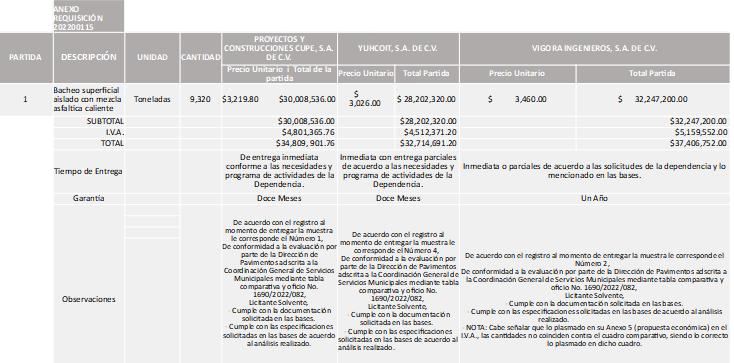 ANEXO
REQUISICIÓN
202200115
PARTIDA
DESCRIPCIÓN
UNIDAD
CANTIDAD
PROYECTOS Y
CONSTRUCCIONES CUPE, S.A.
DE C.V.
YUHCOIT, S.A. DE C.V.
VIGORA INGENIEROS, S.A. DE C.V.
Precio Unitario Total de la
partida
Precio Unitario Total Partida
Precio Unitario Total Partida
1
Bacheo superficial
aislado con mezcla
asfaltica caliente
Toneladas
9,320
$3,219.80 $30,008,536.00
$
3,026.00
$ 28,202,320.00
$ 3,460.00
$ 32,247,200.00
SUBTOTAL $30,008,536.00 $28,202,320.00 $32,247,200.00
I.V.A. $4,801,365.76 $4,512,371.20 $5,159,552.00
TOTAL $34,809,901.76 $32,714,691.20 $37,406,752.00
Tiempo de Entrega
De entrega inmediata
conforme a las necesidades y
programa de actividades de la
Dependencia.
Inmediata con entrega parciales
de acuerdo a las necesidades y
programa de actividades de la
Dependencia.
Inmediata o parciales de acuerdo a las solicitudes de la dependencia y lo
mencionado en las bases.
Garantía Doce Meses Doce Meses Un Año
Observaciones
De acuerdo con el registro al
momento de entregar la muestra
le corresponde el Número 1,
De conformidad a la evaluación por
parte de la Dirección de
Pavimentos adscrita a la
Coordinación General de Servicios
Municipales mediante tabla
comparativa y oficio No.
1690/2022/082,
Licitante Solvente,
- Cumple con la documentación
solicitada en las bases.
- Cumple con las especificaciones
solicitadas en las bases de acuerdo
al análisis realizado.
De acuerdo con el registro al
momento de entregar la muestra le
corresponde el Número 4,
De conformidad a la evaluación por
parte de la Dirección de Pavimentos
adscrita a la Coordinación General de
Servicios Municipales mediante tabla
comparativa y oficio No.
1690/2022/082,
Licitante Solvente,
- Cumple con la documentación
solicitada en las bases.
- Cumple con las especificaciones
solicitadas en las bases de acuerdo al
análisis realizado.
De acuerdo con el registro al momento de entregar la muestra le corresponde el
Número 2,
De conformidad a la evaluación por parte de la Dirección de Pavimentos adscrita a
la Coordinación General de Servicios Municipales mediante tabla comparativa y
oficio No. 1690/2022/082,
Licitante Solvente,
- Cumple con la documentación solicitada en las bases.
- Cumple con las especificaciones solicitadas en las bases de acuerdo al análisis
realizado.
- NOTA: Cabe señalar que lo plasmado en su Anexo 5 (propuesta económica) en el
I.V.A., las cantidades no coinciden contra el cuadro comparativo, siendo lo correcto
lo plasmado en dicho cuadro.